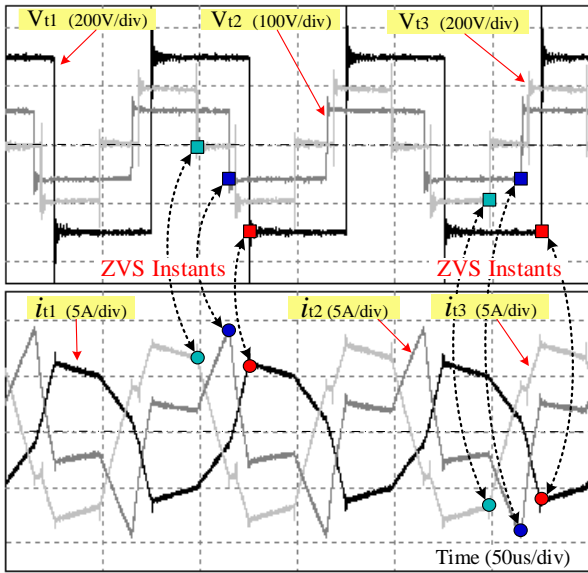 Vt1 (200V/div) Vt2 (100V/div) Vt3 (200V/div)
ZVS Instants ZVS Instants
it1 (5A/div) it2 (5A/div) it3 (5A/div)
Time (50us/div)